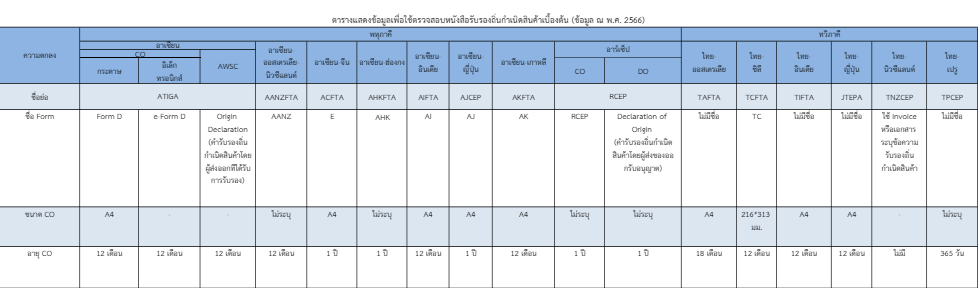 ตารางแสดงข้อมูลเพื่อใช้ตรวจสอบหนังสือรับรองถิ่นกำเนิดสินค้าเบื้องต้น (ข้อมูล ณ พ.ค. 2566)
ความตกลง พหุภาคี ทวิภาคี
อาเซียน อาเซียน-ออสเตรเลีย-นิวซีแลนด์ อาเซียน-จีน อาเซียน-ฮ่องกง อาเซียน-อินเดีย อาเซียน-ญี่ปุ่น อาเซียน-เกาหลี อาร์เซ็ป ไทย-ออสเตรเลีย ไทย-ชิลี ไทย-อินเดีย ไทย-ญี่ปุ่น ไทย-นิวซีแลนด์ ไทย-เปรู
CO AWSC CO DO
กระดาษ อิเล็กทรอนิกส์
ชื่อย่อ ATIGA AANZFTA ACFTA AHKFTA AIFTA AJCEP AKFTA RCEP TAFTA TCFTA TIFTA JTEPA TNZCEP TPCEP
ชื่อ Form Form D e-Form D Origin Declaration (คำรับรองถิ่นกำเนิดสินค้าโดยผู้ส่งออกที่ได้รับการรับรอง) AANZ E AHK AI AJ AK RCEP Declaration of Origin (คำรับรองถิ่นกำเนิดสินค้าโดยผู้ส่งของออกรับอนุญาต) ไม่มีชื่อ TC ไม่มีชื่อ ไม่มีชื่อ ใช้ Invoice หรือเอกสารระบุข้อความรับรองถิ่นกำเนิดสินค้า ไม่มีชื่อ
ขนาด CO A4 - - ไม่ระบุ A4 ไม่ระบุ A4 A4 A4 ไม่ระบุ ไม่ระบุ A4 216*313 มม. A4 A4 - ไม่ระบุ
อายุ CO 12 เดือน 12 เดือน 12 เดือน 12 เดือน 1 ปี 1 ปี 12 เดือน 1 ปี 12 เดือน 1 ปี 1 ปี 18 เดือน 12 เดือน 12 เดือน 12 เดือน ไม่มี 365 วัน